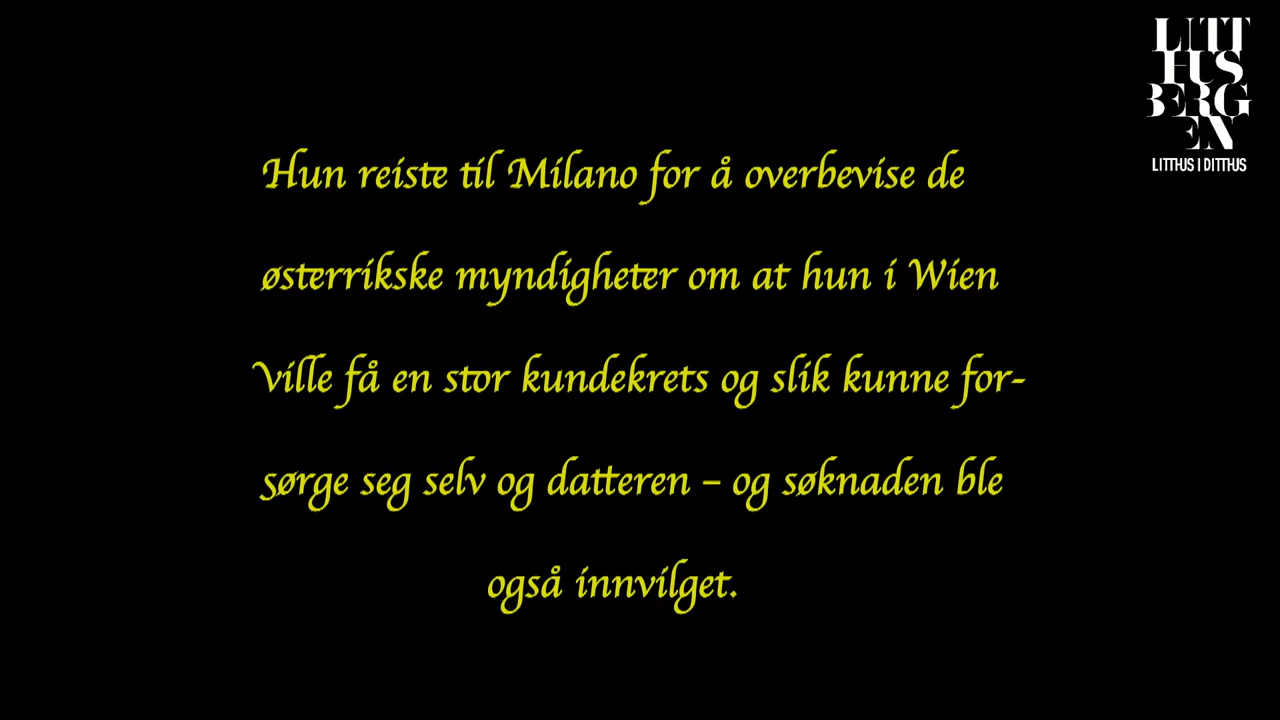 LITT
HUS
BERG
EN
LITTHUS I DITTHUS
Hun reiste til Milano for å overbevise de
østerrikske myndigheter om at hun i Wien
Ville få en stor kundekrets og slik kunne for-
sørge seg selv og datteren – og søknaden ble
også innvilget.